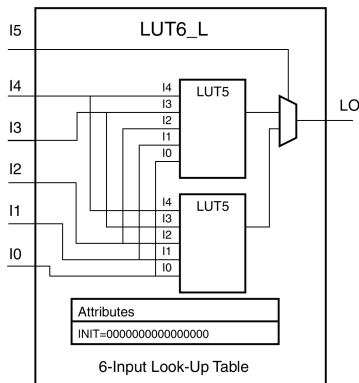 I5
LUT6_L
I4
I4
LUT5
I3
LO
I2
I3
I1
I0
I2
I4
LUT5
I3
I1
I2
I1
I0
I0
Attributes
INIT=0000000000000000
6-Input Look-Up Table